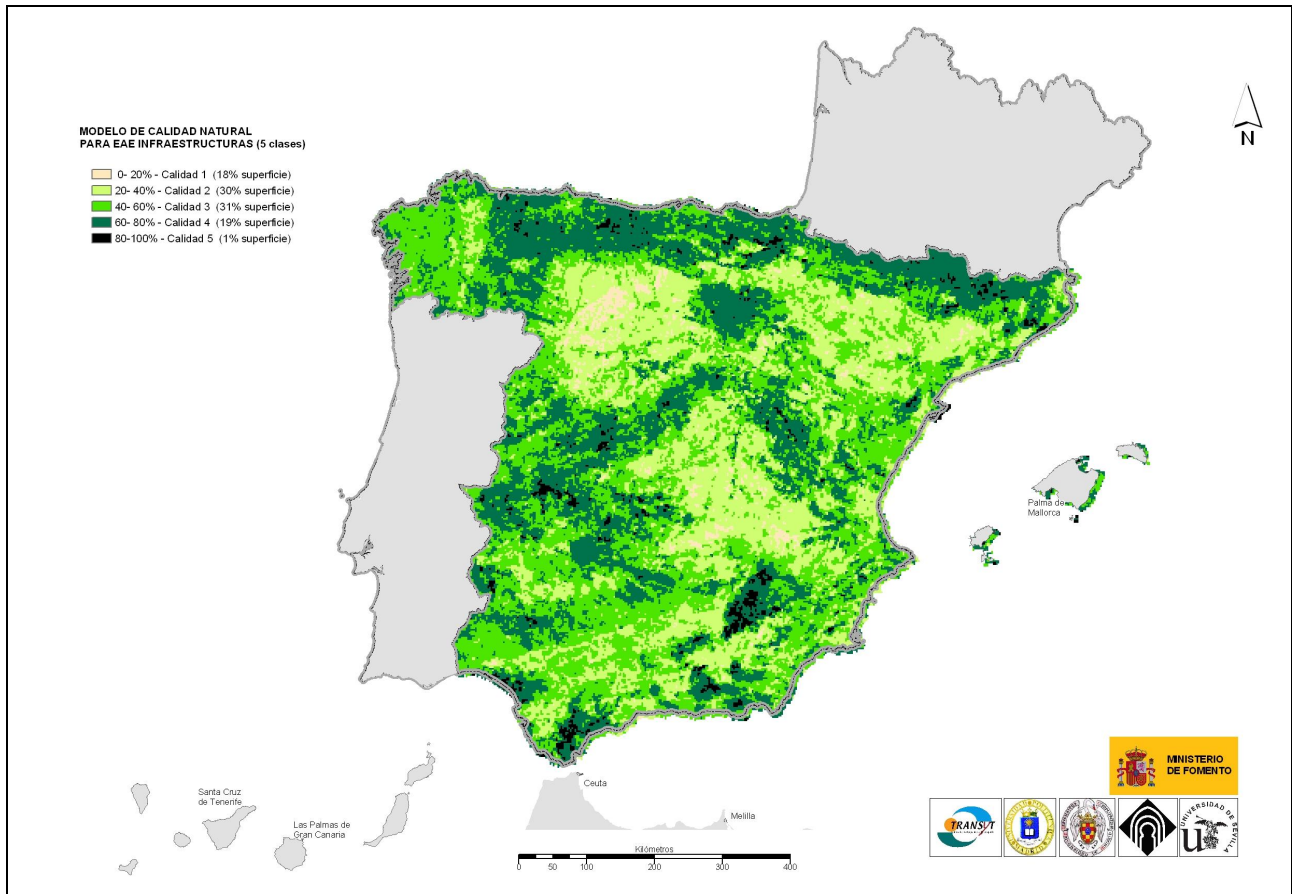 MODELO DE CALIDAD NATURAL
PARA EAE INFRAESTRUCTURAS (5 clases)
0- 20% - Calidad 1 (18% superficie)
20- 40% - Calidad 2 (30% superficie)
40- 60% - Calidad 3 (31% superficie)
60- 80% - Calidad 4 (19% superficie)
80-100% - Calidad 5 (1% superficie)
N
Palma de
Mallorca
Santa Cruz
de Tenerife
Las Palmas de
Gran Canaria
Ceuta
Melilla
Kilómetros
0 50 100 200 300 400
MINISTERIO
DE FOMENTO
TRANSYT
UNIVERSIDAD DE SEVILLA